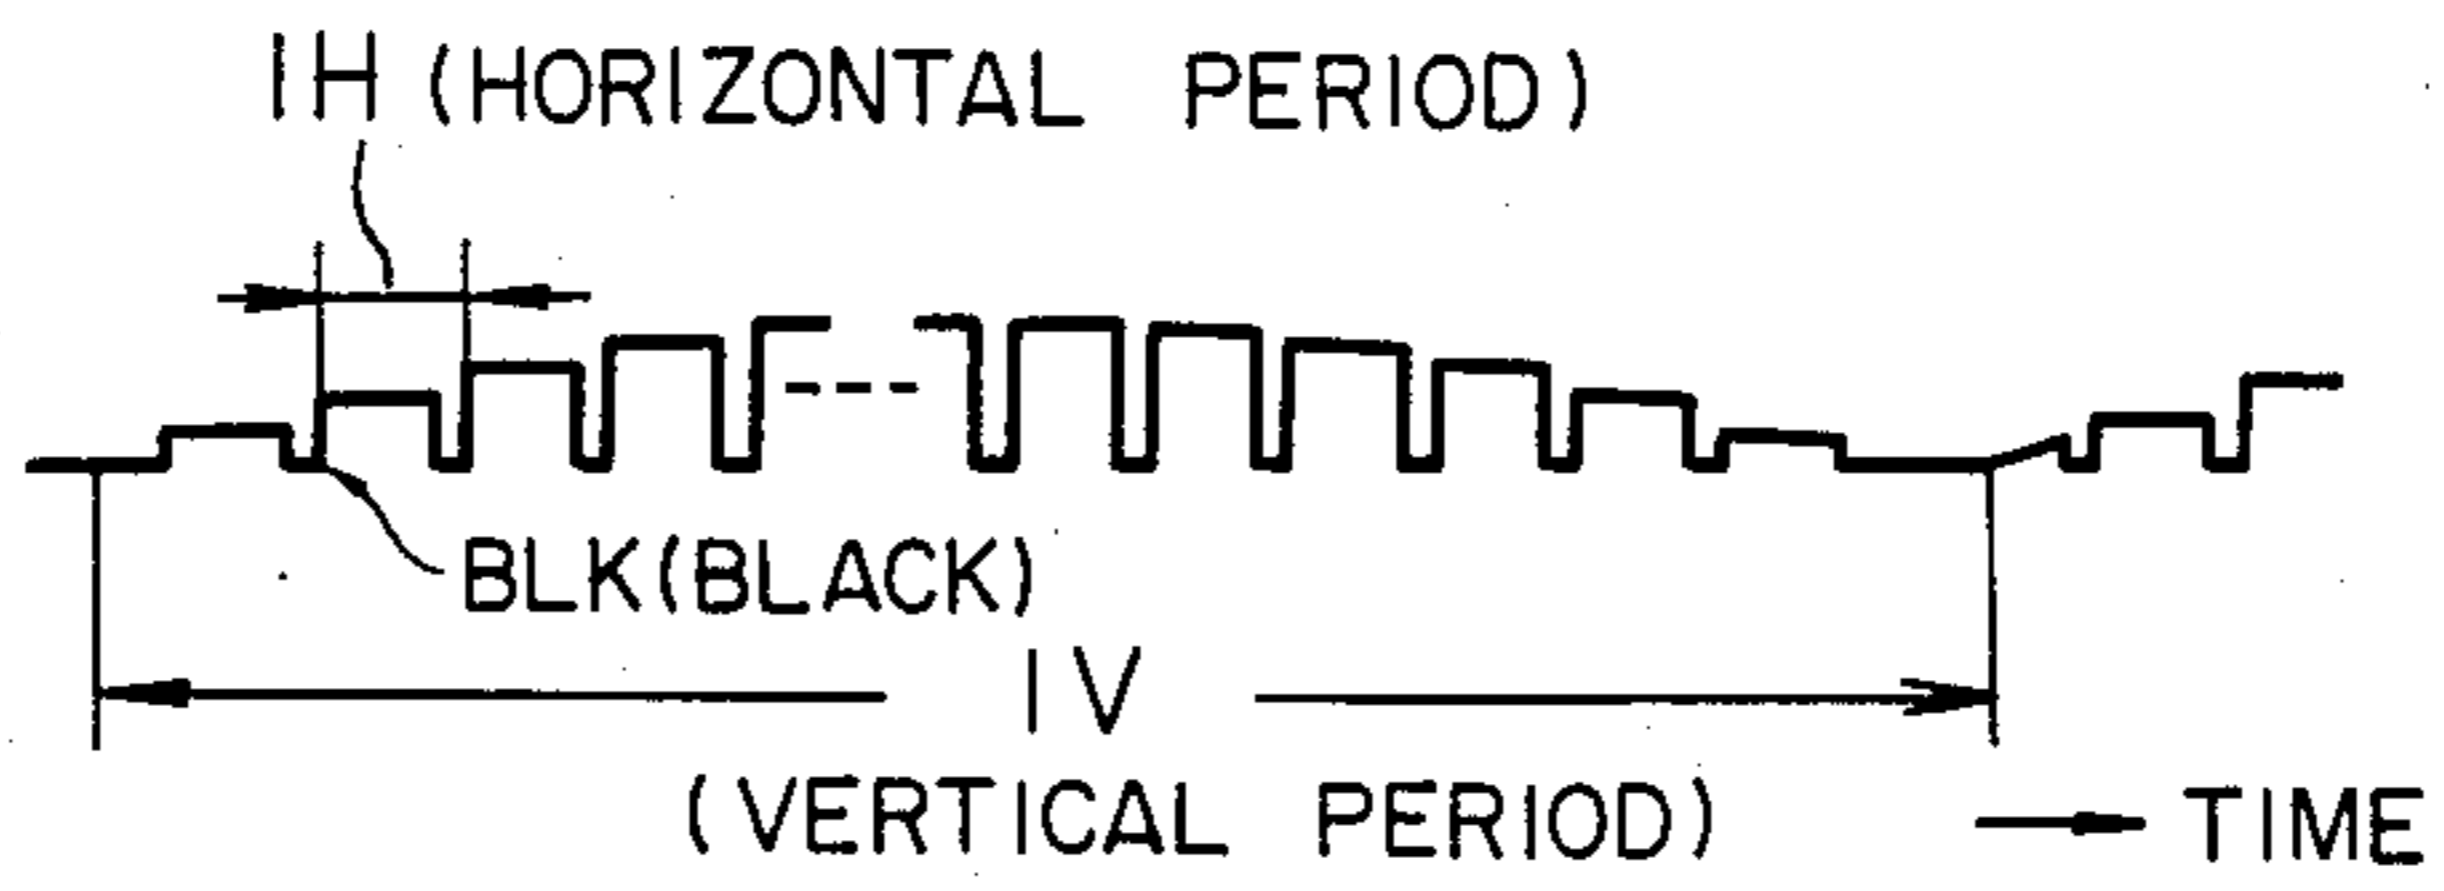 1H (HORIZONTAL PERIOD)
BLK(BLACK)
1V
(VERTICAL PERIOD)
TIME